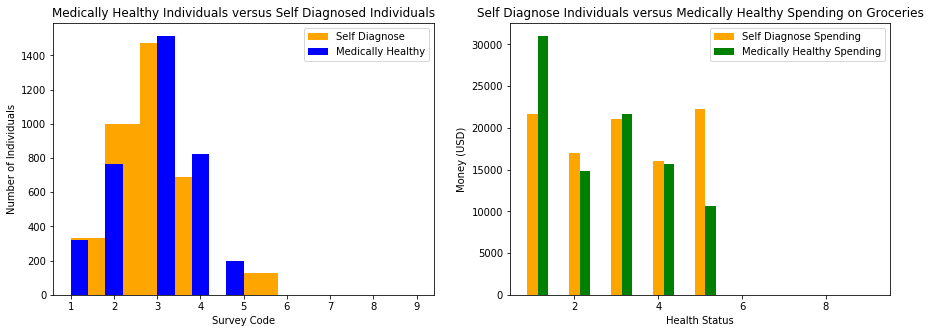 Medically Healthy Individuals versus Self Diagnosed Individuals
Number of Individuals
1400
1200
1000
800
600
400
200
0
Self Diagnose
Medically Healthy
1 2 3 4 5 6 7 8 9
Survey Code
Self Diagnose Individuals versus Medically Healthy Spending on Groceries
Money (USD)
30000
25000
20000
15000
10000
5000
0
Self Diagnose Spending
Medically Healthy Spending
2 4 6 8
Health Status